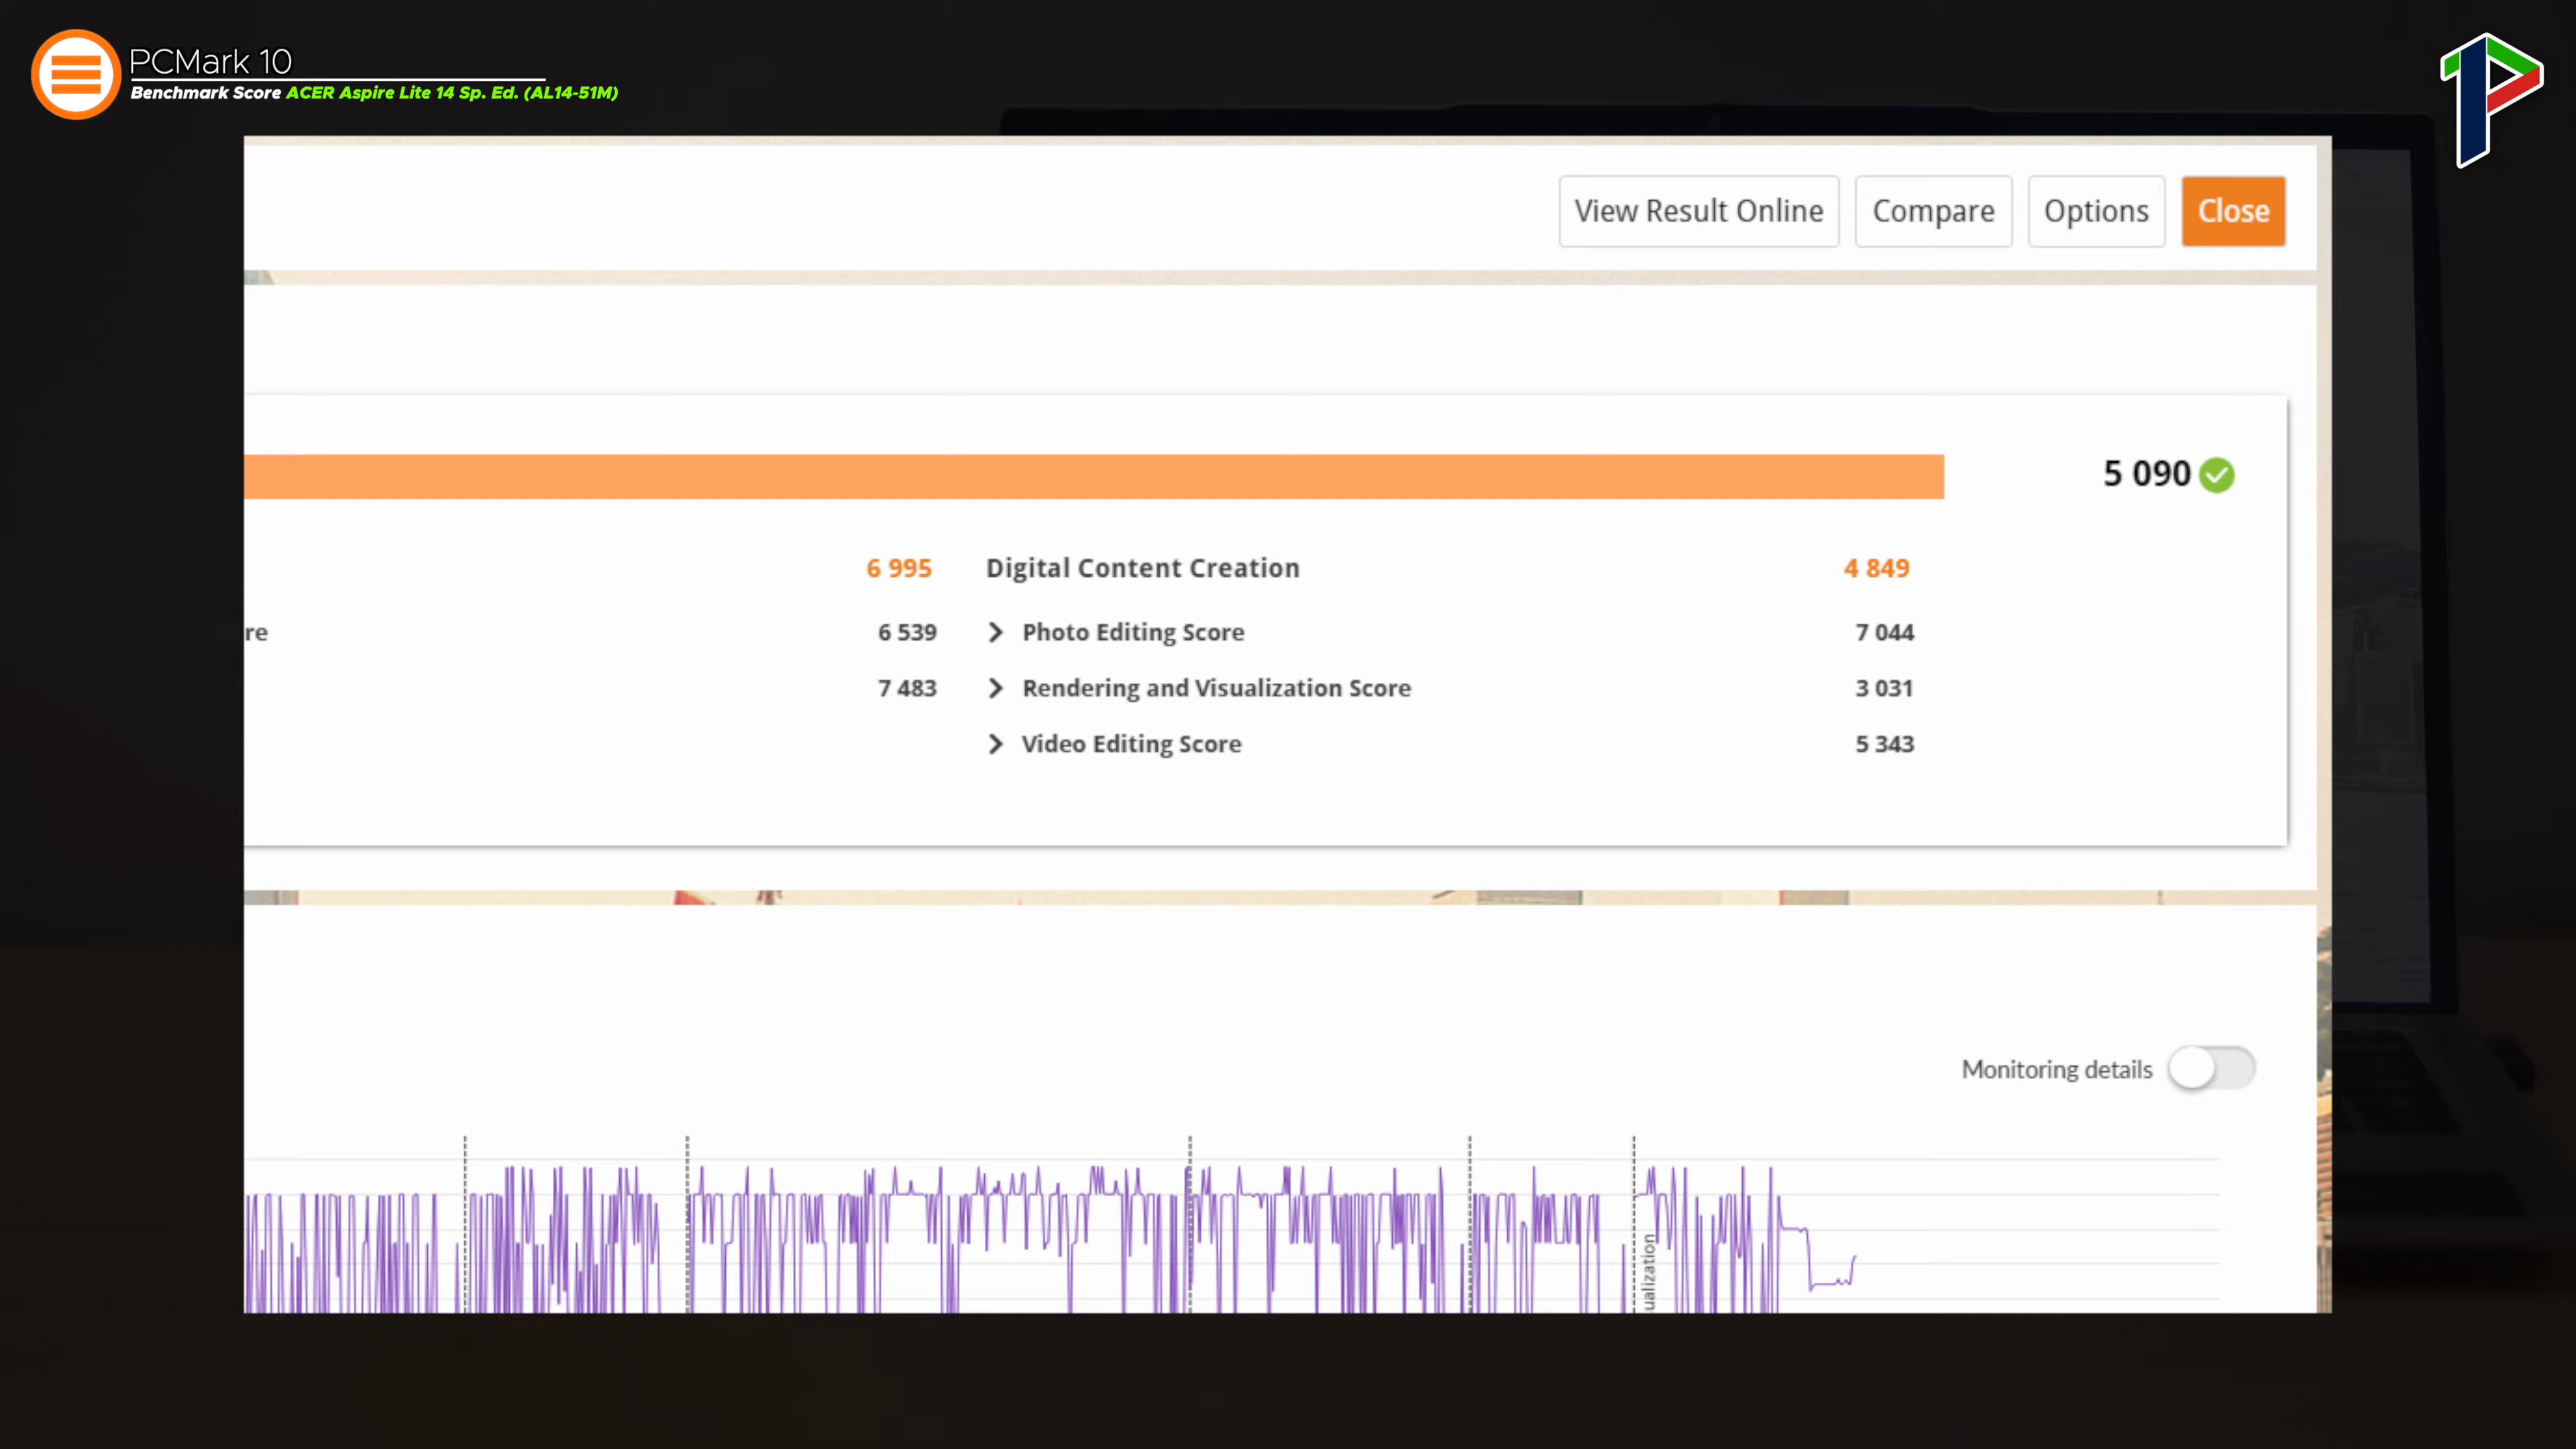 PCMark 10
Benchmark Score ACER Aspire Lite 14 Sp. Ed. (AL14-51M)
View Result Online Compare Options Close
5 090
6 995 Digital Content Creation 4 849
re 6 539 Photo Editing Score 7 044
7 483 Rendering and Visualization Score 3 031
Video Editing Score 5 343
Monitoring details
ualization